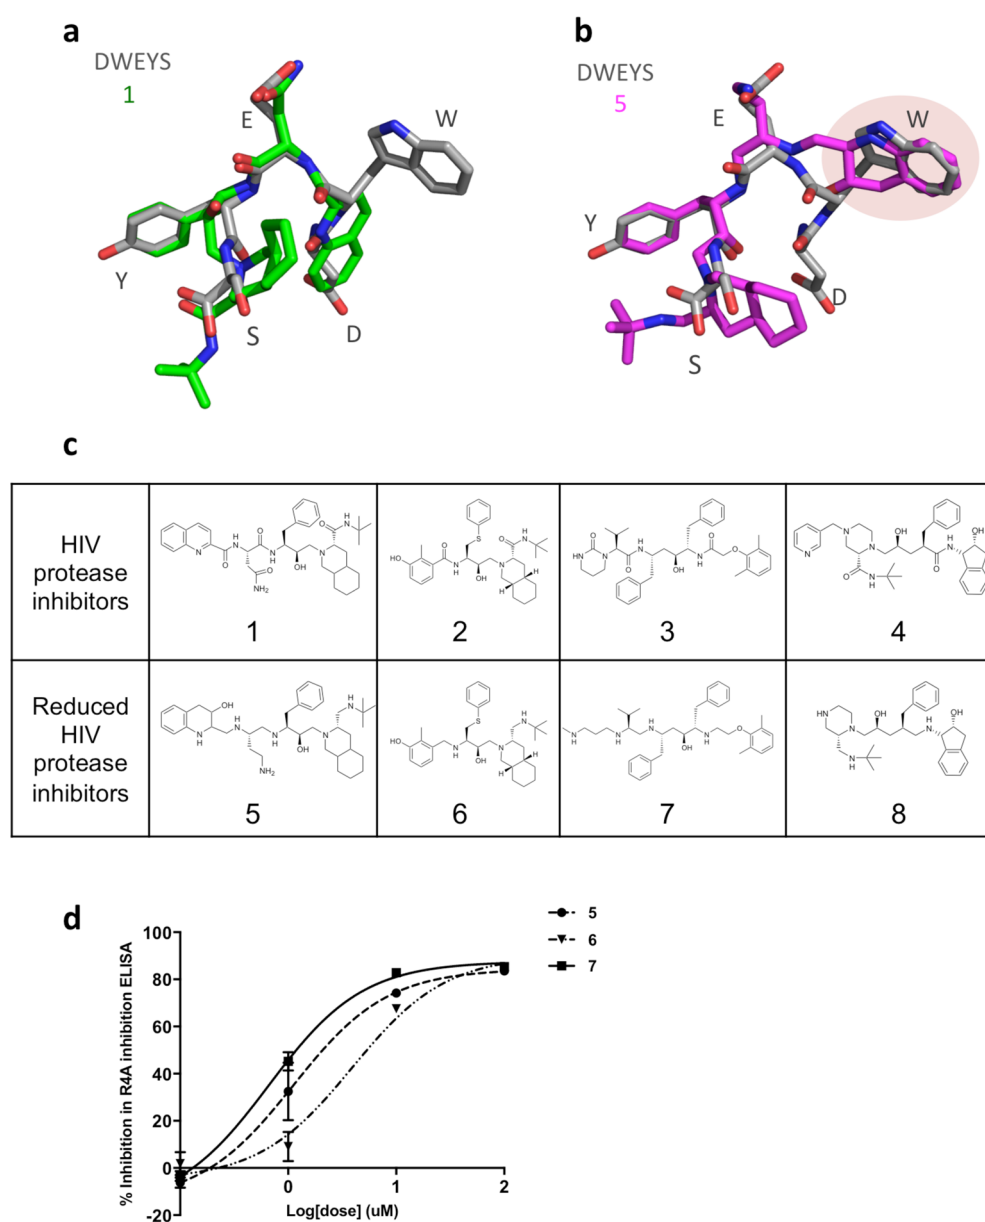 a
DWEYS
1
E
W
Y
S
D
b
DWEYS
5
E
W
Y
D
S
c
HIV
protease
inhibitors
1
2
3
4
Reduced
HIV
protease
inhibitors
5
6
7
8
d
% Inhibition in R4A inhibition ELISA
100
80
60
40
20
0
-20
0
1
2
Log[dose] (uM)
5
6
7